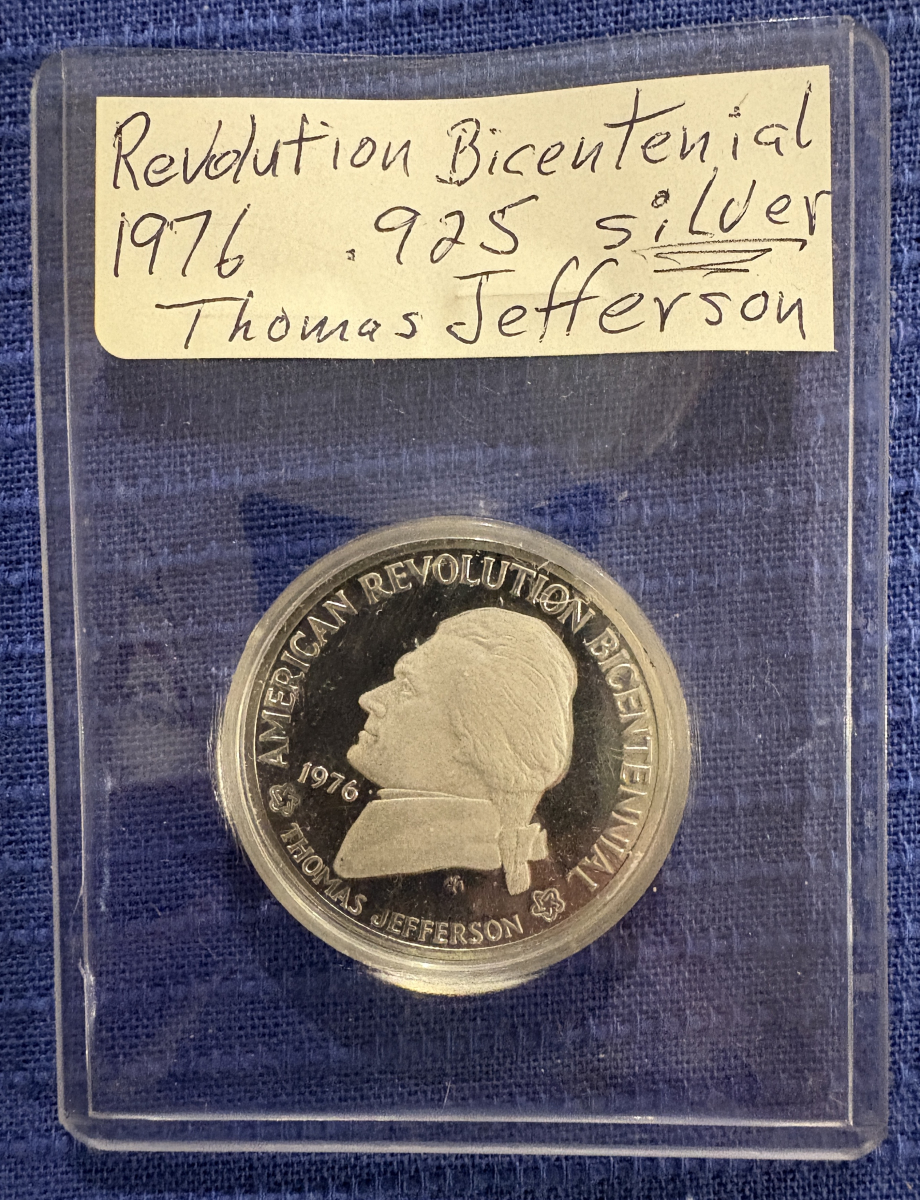 Revolution Bicentenial
1976 .925 silver
Thomas Jefferson
AMERICAN REVOLUTION BICENTENNIAL
1976
THOMAS JEFFERSON